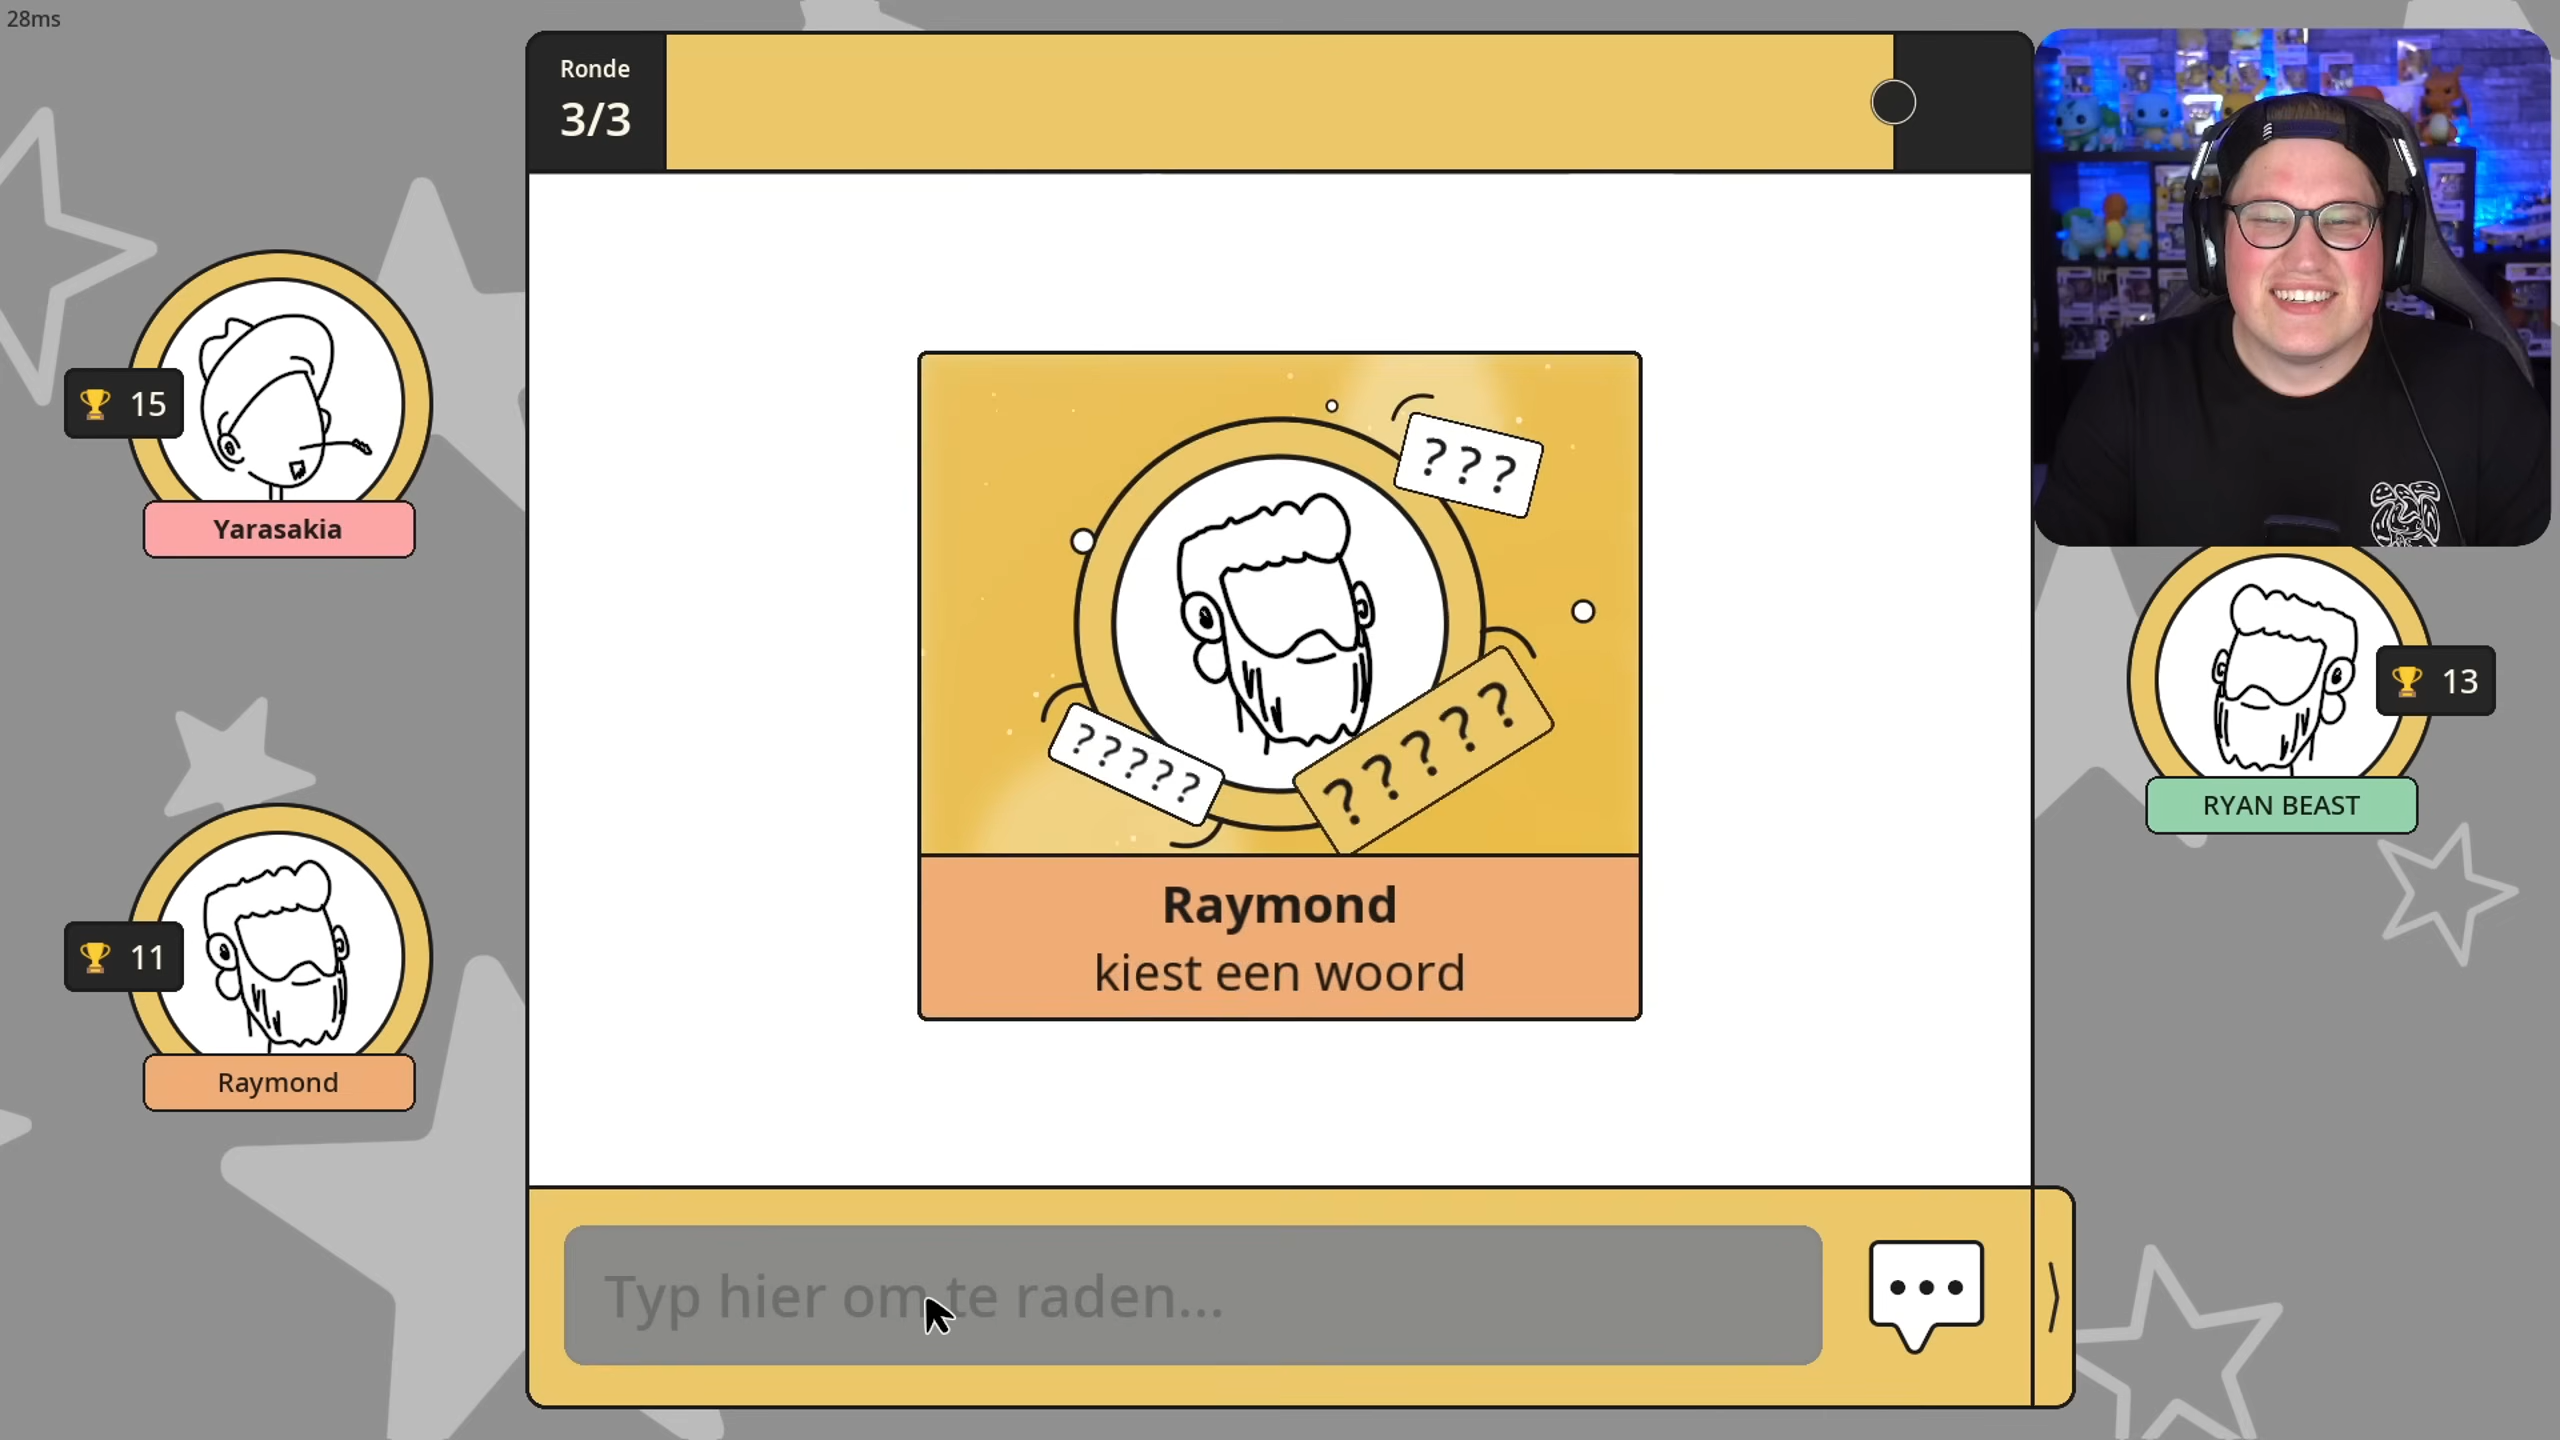 28ms
Ronde
3/3
15
Yarasakia
11
Raymond
???
?????
?????
Raymond
kiest een woord
13
RYAN BEAST
Typ hier om te raden...